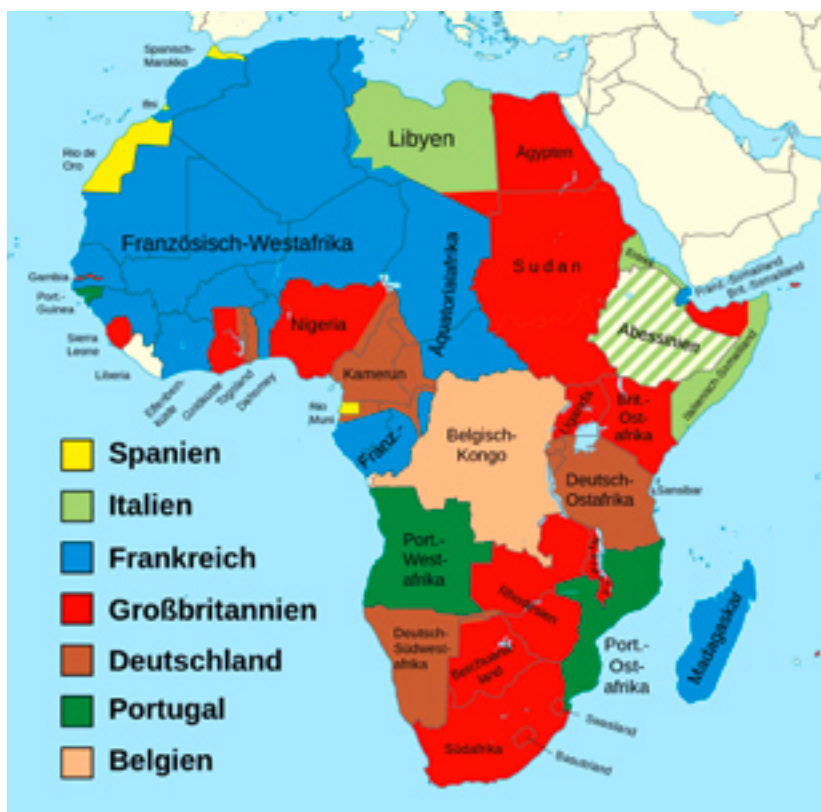 Spanisch-
Marokko
Ifni
Rio de
Oro
Libyen
Ägypten
Französisch-Westafrika
Äquatorialafrika
Sudan
Eritrea
Franz.-Somaliland
Brit.-Somaliland
Gambia
Port.-
Guinea
Sierra
Leone
Liberia
Elfenbein-
küste
Goldküste
Togoland
Dahomey
Nigeria
Kamerun
Abessinien
Italienisch-Somaliland
Rio
Muni
Franz.-
Belgisch-
Kongo
Uganda
Brit.-
Ost-
afrika
Deutsch-
Ostafrika
Sansibar
Port.-
West-
afrika
Rhodesien
Deutsch-
Südwest-
afrika
Betschuana-
land
Port.-
Ost-
afrika
Madagaskar
Südafrika
Swasiland
Basutoland
Spanien
Italien
Frankreich
Großbritannien
Deutschland
Portugal
Belgien